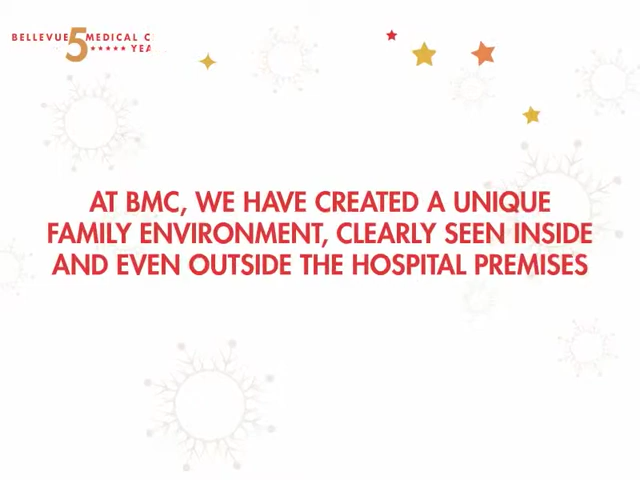 BELLEVUE 5 MEDICAL C
YEA
AT BMC, WE HAVE CREATED A UNIQUE
FAMILY ENVIRONMENT, CLEARLY SEEN INSIDE
AND EVEN OUTSIDE THE HOSPITAL PREMISES